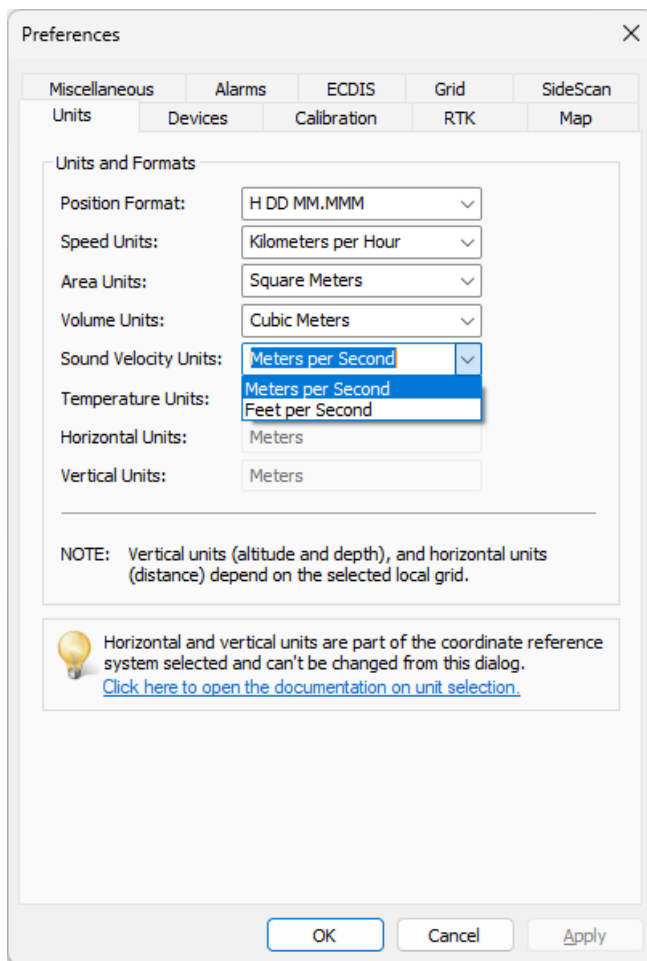 Preferences
Miscellaneous Alarms ECDIS Grid SideScan
Units Devices Calibration RTK Map
Units and Formats
Position Format: H DD MM.MMM
Speed Units: Kilometers per Hour
Area Units: Square Meters
Volume Units: Cubic Meters
Sound Velocity Units: Meters per Second
Meters per Second
Temperature Units:
Feet per Second
Horizontal Units: Meters
Vertical Units: Meters
NOTE: Vertical units (altitude and depth), and horizontal units
(distance) depend on the selected local grid.
Horizontal and vertical units are part of the coordinate reference
system selected and can't be changed from this dialog.
Click here to open the documentation on unit selection.
OK Cancel Apply